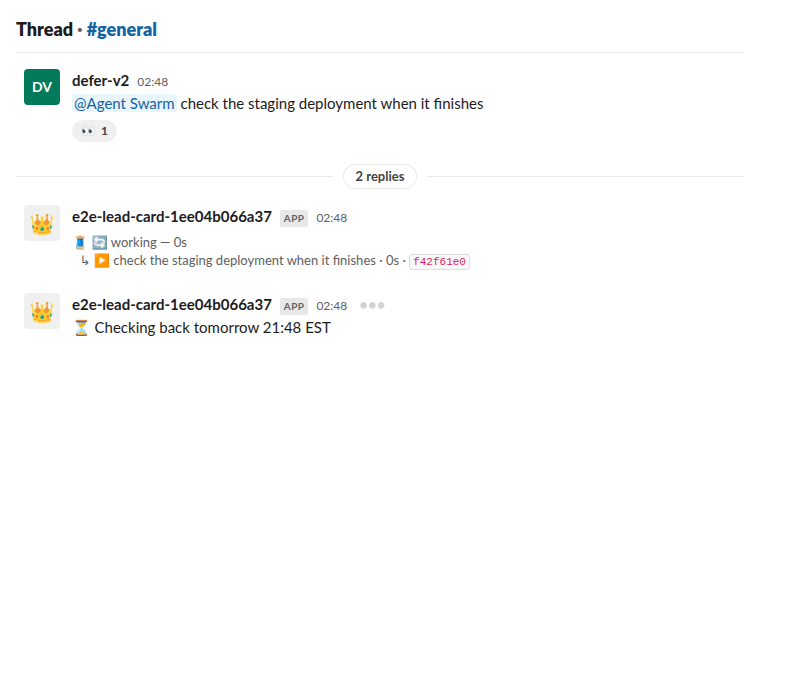 Thread • #general
DV
defer-v2 02:48
@Agent Swarm check the staging deployment when it finishes
👀 1
2 replies
e2e-lead-card-1ee04b066a37 APP 02:48
🧵 🔄 working — 0s
↳ ▶️ check the staging deployment when it finishes · 0s · f42f61e0
e2e-lead-card-1ee04b066a37 APP 02:48
⏳ Checking back tomorrow 21:48 EST